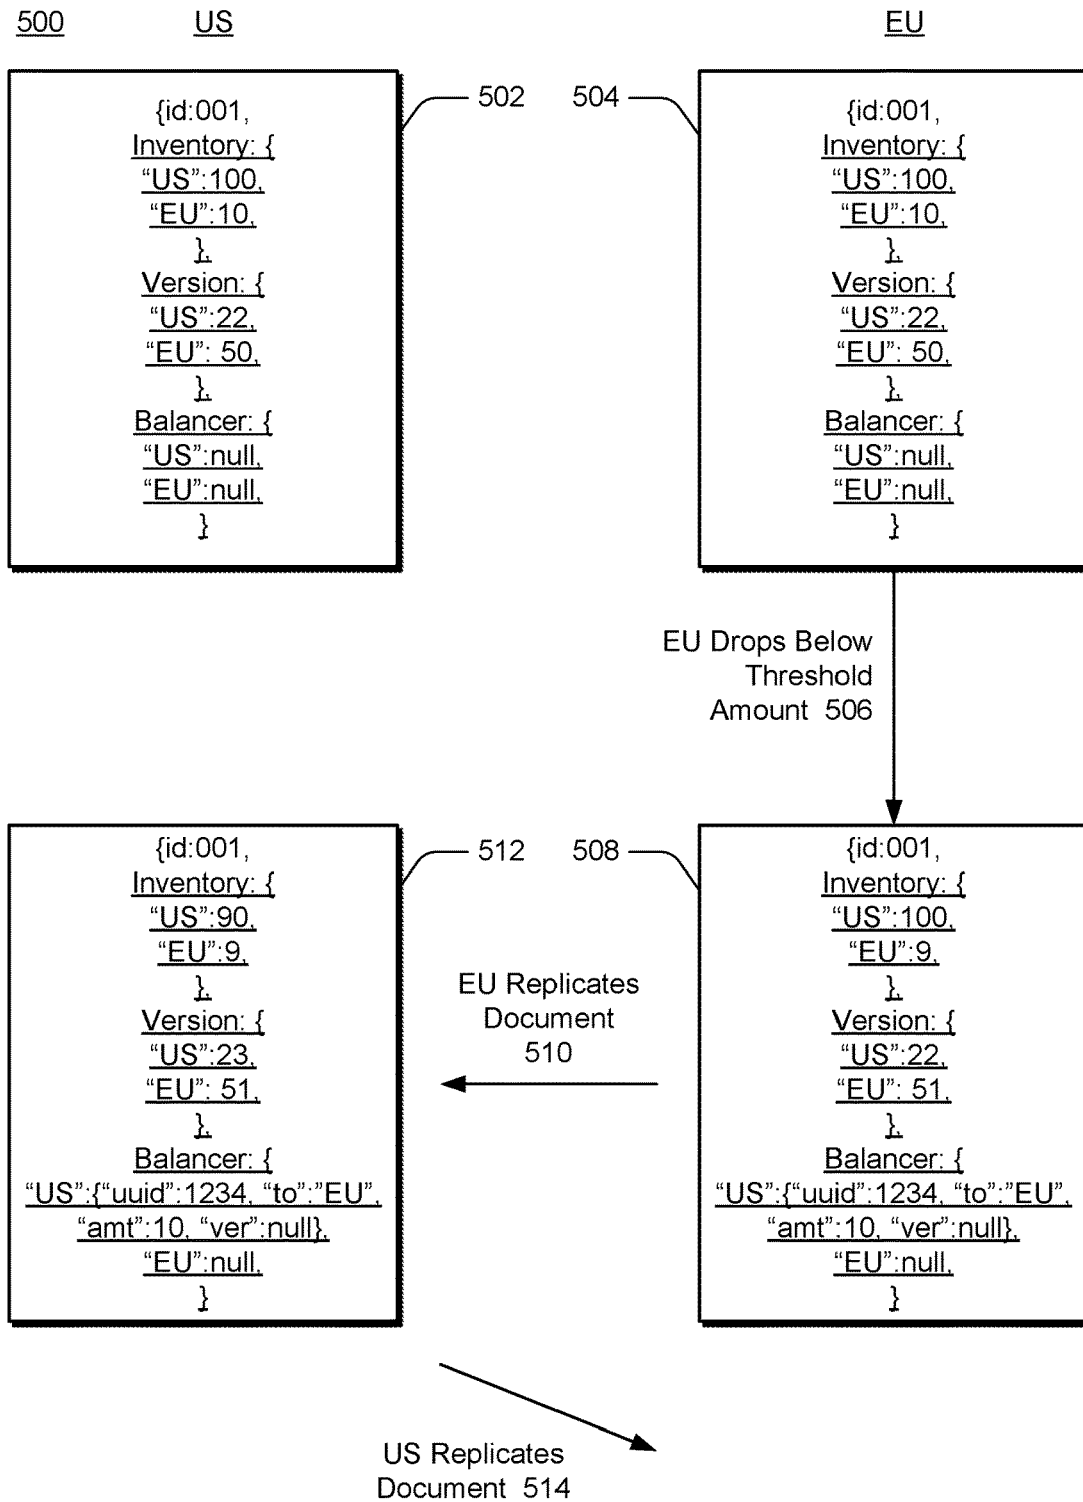 500 US EU
502 504
{id:001,
Inventory: {
“US”:100,
“EU”:10,
},
Version: {
“US”:22,
“EU”: 50,
},
Balancer: {
“US”:null,
“EU”:null,
}
{id:001,
Inventory: {
“US”:100,
“EU”:10,
},
Version: {
“US”:22,
“EU”: 50,
},
Balancer: {
“US”:null,
“EU”:null,
}
EU Drops Below
Threshold
Amount 506
512 508
{id:001,
Inventory: {
“US”:90,
“EU”:9,
},
Version: {
“US”:23,
“EU”: 51,
},
Balancer: {
“US”:{“uuid”:1234, “to”:”EU”,
“amt”:10, “ver”:null},
“EU”:null,
}
EU Replicates
Document
510
{id:001,
Inventory: {
“US”:100,
“EU”:9,
},
Version: {
“US”:22,
“EU”: 51,
},
Balancer: {
“US”:{“uuid”:1234, “to”:”EU”,
“amt”:10, “ver”:null},
“EU”:null,
}
US Replicates
Document 514